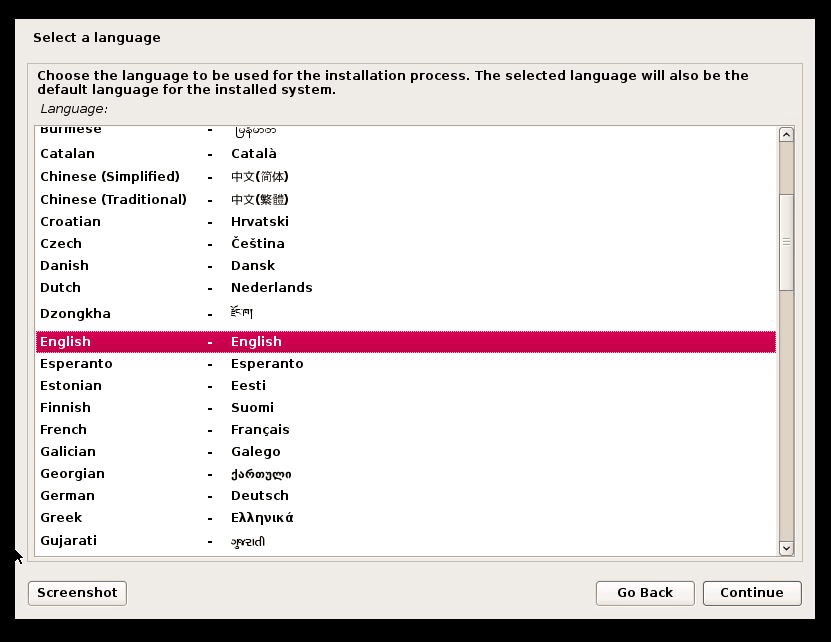 Select a language
Choose the language to be used for the installation process. The selected language will also be the
default language for the installed system.
Language:
Burmese - မြန်မာစာ
Catalan - Català
Chinese (Simplified) - 中文(简体)
Chinese (Traditional) - 中文(繁體)
Croatian - Hrvatski
Czech - Čeština
Danish - Dansk
Dutch - Nederlands
Dzongkha - རྫོང་ཁ།
English - English
Esperanto - Esperanto
Estonian - Eesti
Finnish - Suomi
French - Français
Galician - Galego
Georgian - ქართული
German - Deutsch
Greek - Ελληνικά
Gujarati - ગુજરાતી
Screenshot
Go Back
Continue